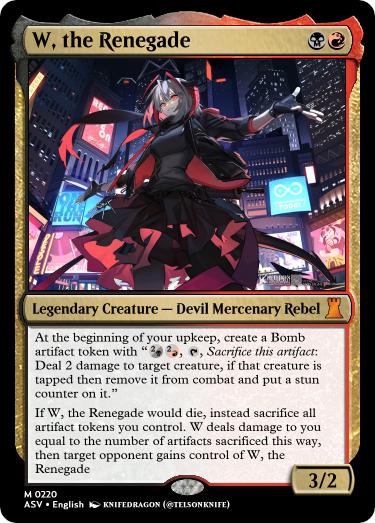 W, the Renegade
Legendary Creature — Devil Mercenary Rebel
At the beginning of your upkeep, create a Bomb
artifact token with “, , Sacrifice this artifact:
Deal 2 damage to target creature, if that creature is
tapped then remove it from combat and put a stun
counter on it.”
If W, the Renegade would die, instead sacrifice all
artifact tokens you control. W deals damage to you
equal to the number of artifacts sacrificed this way,
then target opponent gains control of W, the
Renegade
3/2
M 0220
ASV • English KNIFEDRAGON (@TELSONKNIFE)